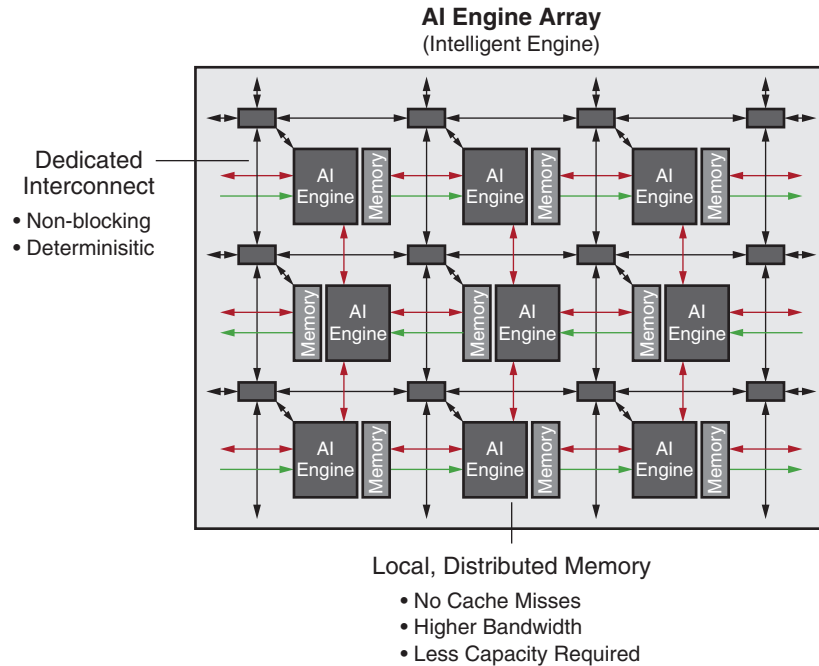 AI Engine Array
(Intelligent Engine)
Dedicated
Interconnect
• Non-blocking
• Determinisitic
AI
Engine
Memory
AI
Engine
Memory
AI
Engine
Memory
Memory
AI
Engine
Memory
AI
Engine
Memory
AI
Engine
AI
Engine
Memory
AI
Engine
Memory
AI
Engine
Memory
Local, Distributed Memory
• No Cache Misses
• Higher Bandwidth
• Less Capacity Required